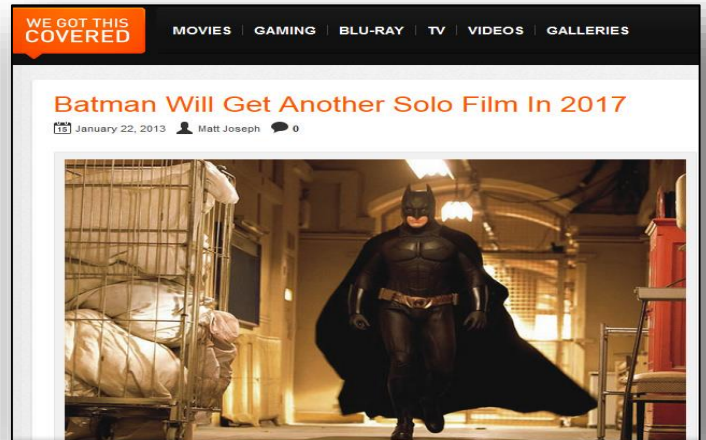 WE GOT THIS
COVERED
MOVIES GAMING BLU-RAY TV VIDEOS GALLERIES
Batman Will Get Another Solo Film In 2017
15 January 22, 2013 Matt Joseph 0